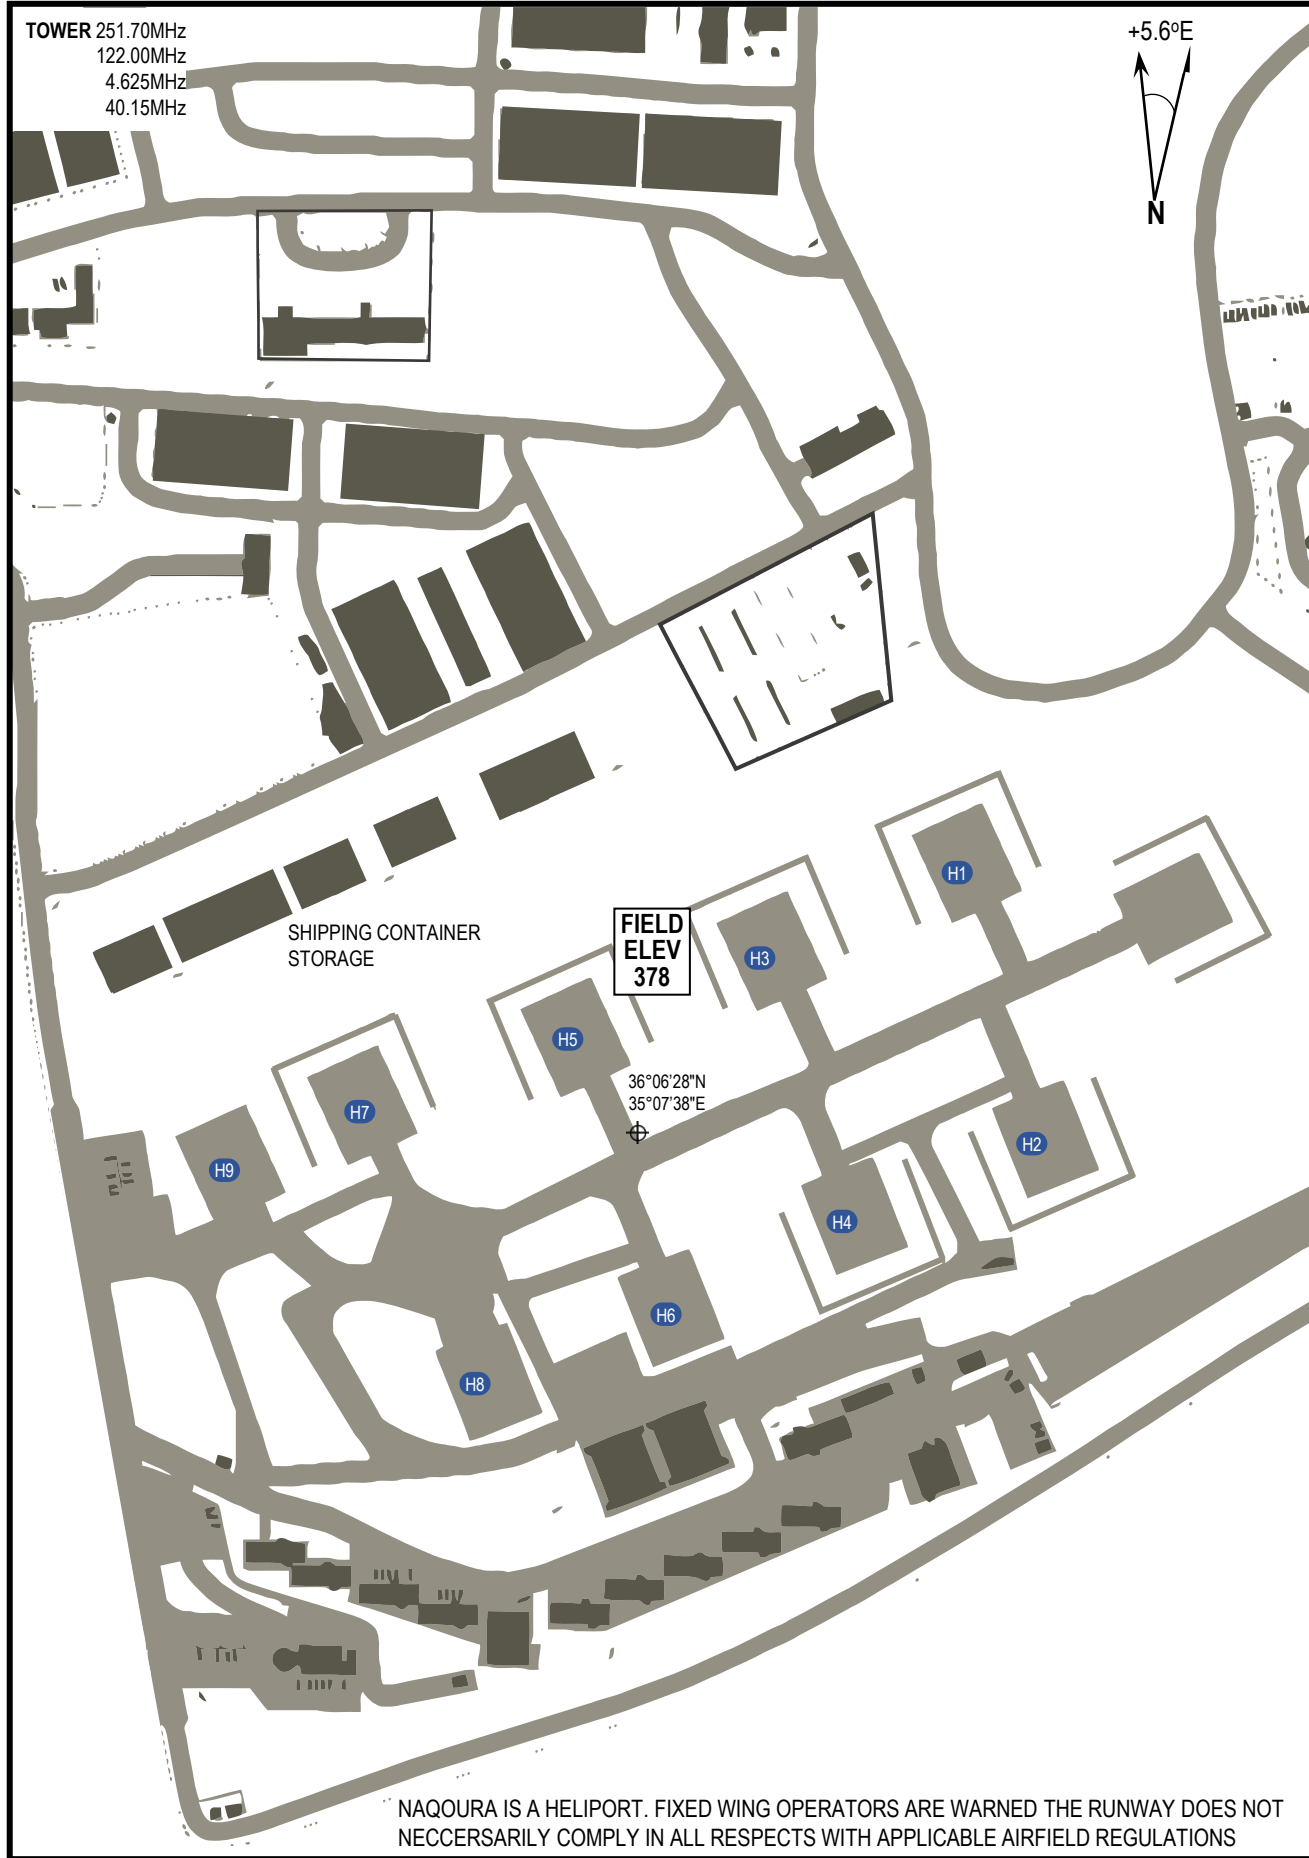 TOWER 251.70MHz
122.00MHz
4.625MHz
40.15MHz
+5.6ºE
N
H1
FIELD
ELEV
378
H3
SHIPPING CONTAINER
STORAGE
H5
36°06'28"N
35°07'38"E
H7
H2
H9
H4
H6
H8
NAQOURA IS A HELIPORT. FIXED WING OPERATORS ARE WARNED THE RUNWAY DOES NOT
NECCERSARILY COMPLY IN ALL RESPECTS WITH APPLICABLE AIRFIELD REGULATIONS